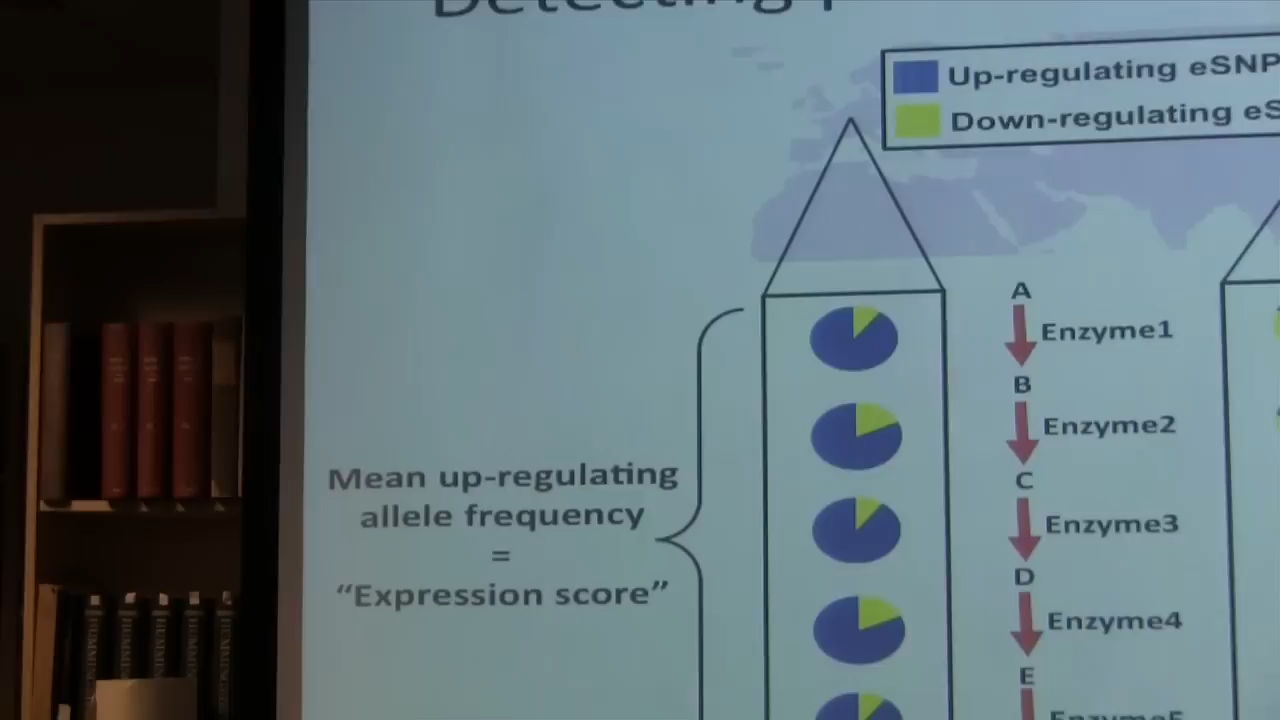 Detecting
Up-regulating eSNP
Down-regulating eS
A
Enzyme1
B
Enzyme2
C
Enzyme3
D
Enzyme4
E
Mean up-regulating
allele frequency
=
“Expression score”